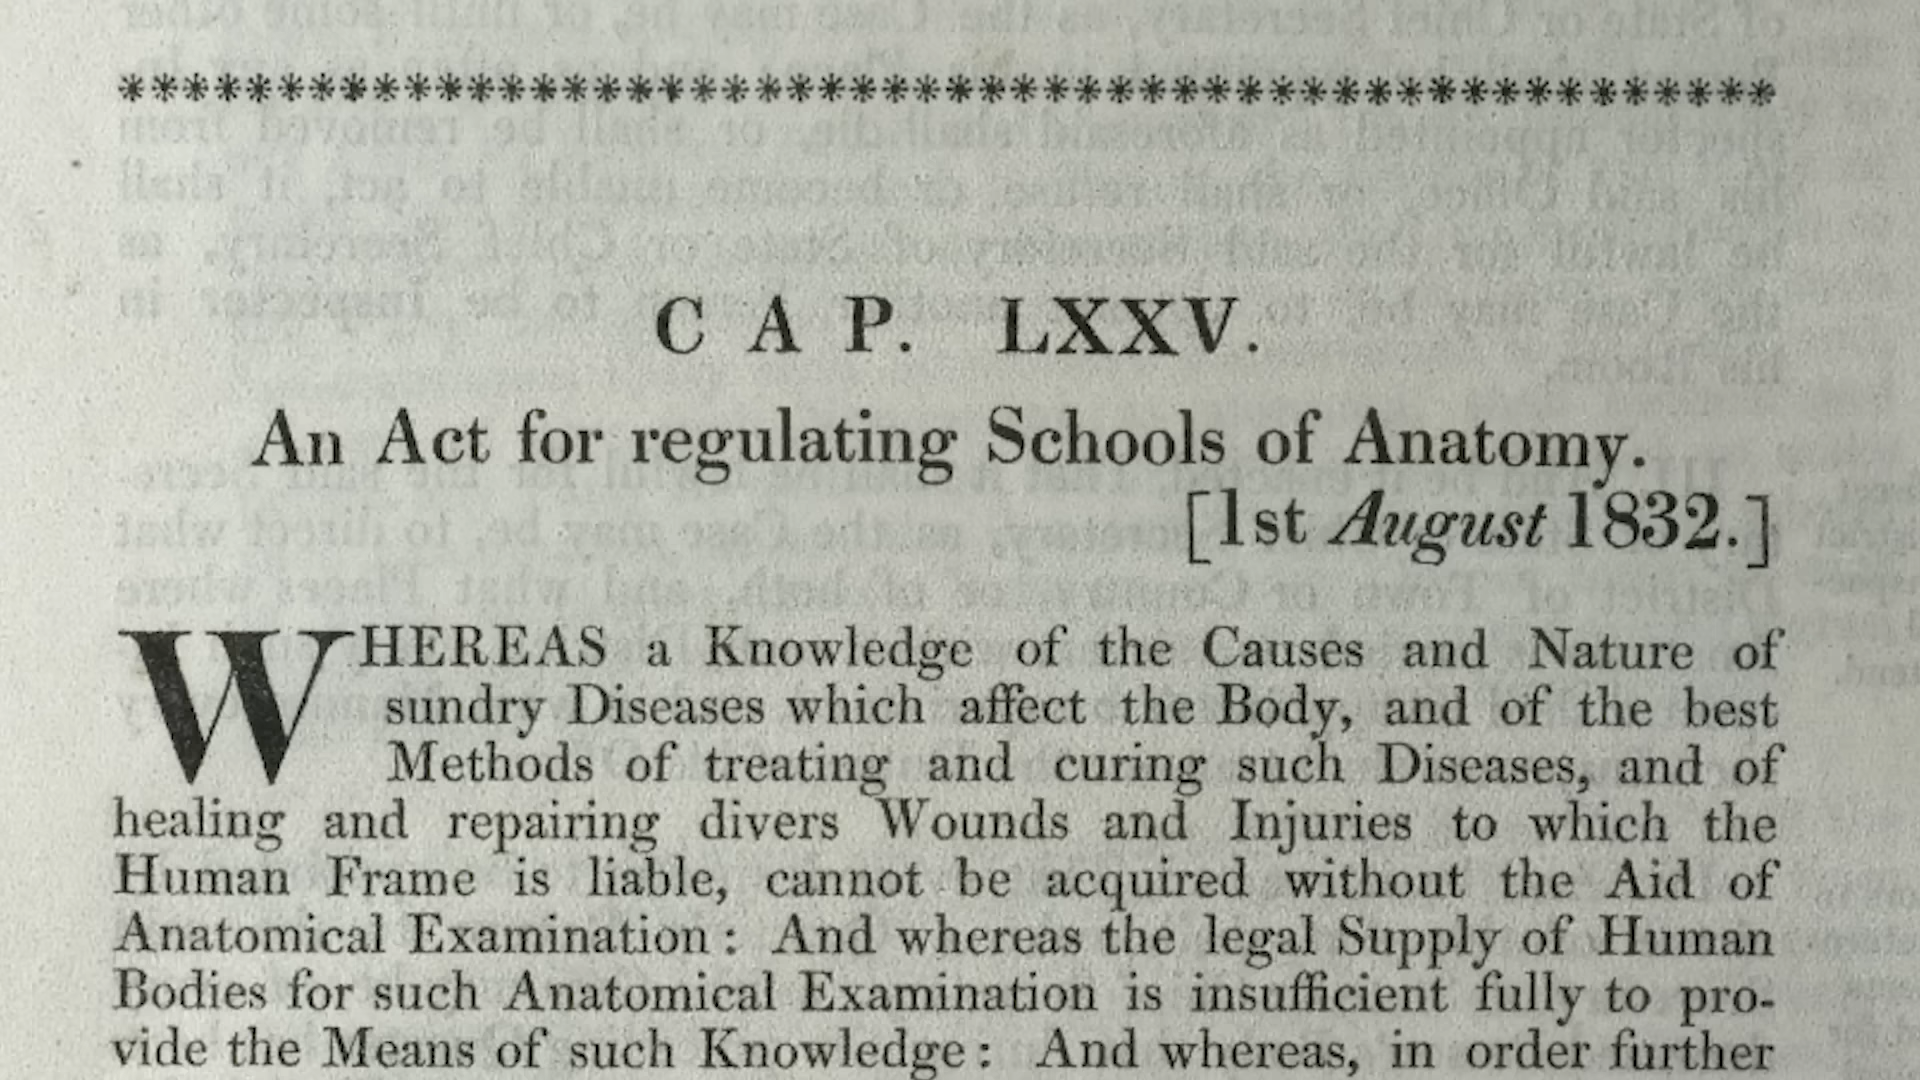 CAP. LXXV.
An Act for regulating Schools of Anatomy.
[1st August 1832.]
WHEREAS a Knowledge of the Causes and Nature of
sundry Diseases which affect the Body, and of the best
Methods of treating and curing such Diseases, and of
healing and repairing divers Wounds and Injuries to which the
Human Frame is liable, cannot be acquired without the Aid of
Anatomical Examination: And whereas the legal Supply of Human
Bodies for such Anatomical Examination is insufficient fully to pro-
vide the Means of such Knowledge: And whereas, in order further